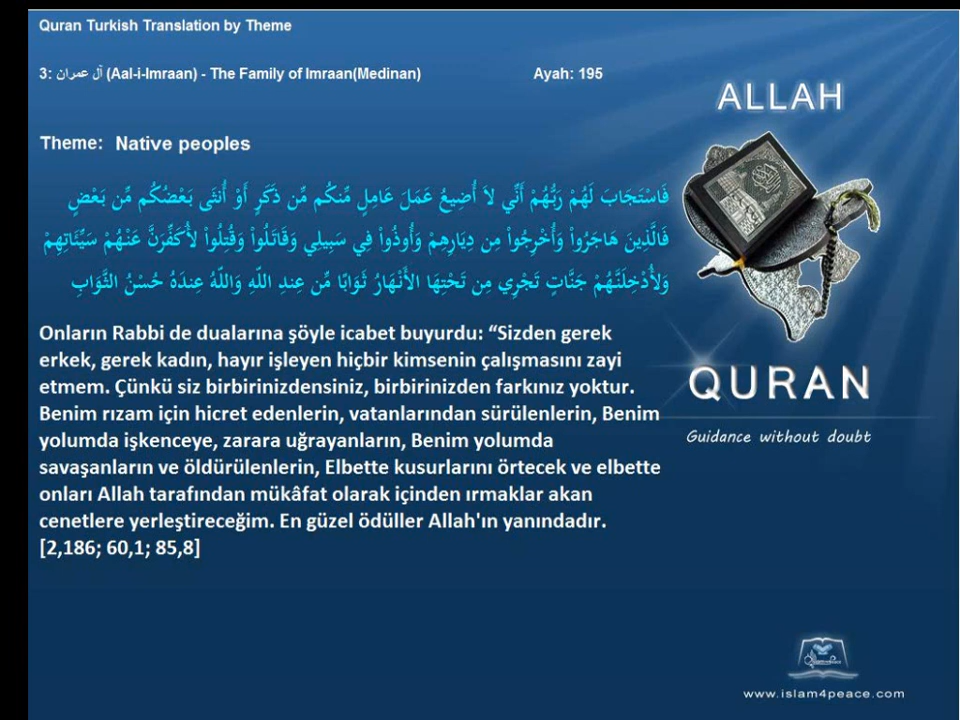 Quran Turkish Translation by Theme
3: آل عمران (Aal-i-Imraan) - The Family of Imraan(Medinan) Ayah: 195
ALLAH
Theme: Native peoples
فَاسْتَجَابَ لَهُمْ رَبُّهُمْ أَنِّي لاَ أُضِيعُ عَمَلَ عَامِلٍ مِّنكُم مِّن ذَكَرٍ أَوْ أُنثَى بَعْضُكُم مِّن بَعْضٍ
فَالَّذِينَ هَاجَرُواْ وَأُخْرِجُواْ مِن دِيَارِهِمْ وَأُوذُواْ فِي سَبِيلِي وَقَاتَلُواْ وَقُتِلُواْ لأُكَفِّرَنَّ عَنْهُمْ سَيِّئَاتِهِمْ
وَلأُدْخِلَنَّهُمْ جَنَّاتٍ تَجْرِي مِن تَحْتِهَا الأَنْهَارُ ثَوَابًا مِّن عِندِ اللّهِ وَاللّهُ عِندَهُ حُسْنُ الثَّوَابِ
Onların Rabbi de dualarına şöyle icabet buyurdu: “Sizden gerek
erkek, gerek kadın, hayır işleyen hiçbir kimsenin çalışmasını zayi
etmem. Çünkü siz birbirinizdensiniz, birbirinizden farkınız yoktur.
Benim rızam için hicret edenlerin, vatanlarından sürülenlerin, Benim
yolumda işkenceye, zarara uğrayanların, Benim yolumda
savaşanların ve öldürülenlerin, Elbette kusurlarını örtecek ve elbette
onları Allah tarafından mükâfat olarak içinden ırmaklar akan
cenetlere yerleştireceğim. En güzel ödüller Allah'ın yanındadır.
[2,186; 60,1; 85,8]
QURAN
Guidance without doubt
www.islam4peace.com